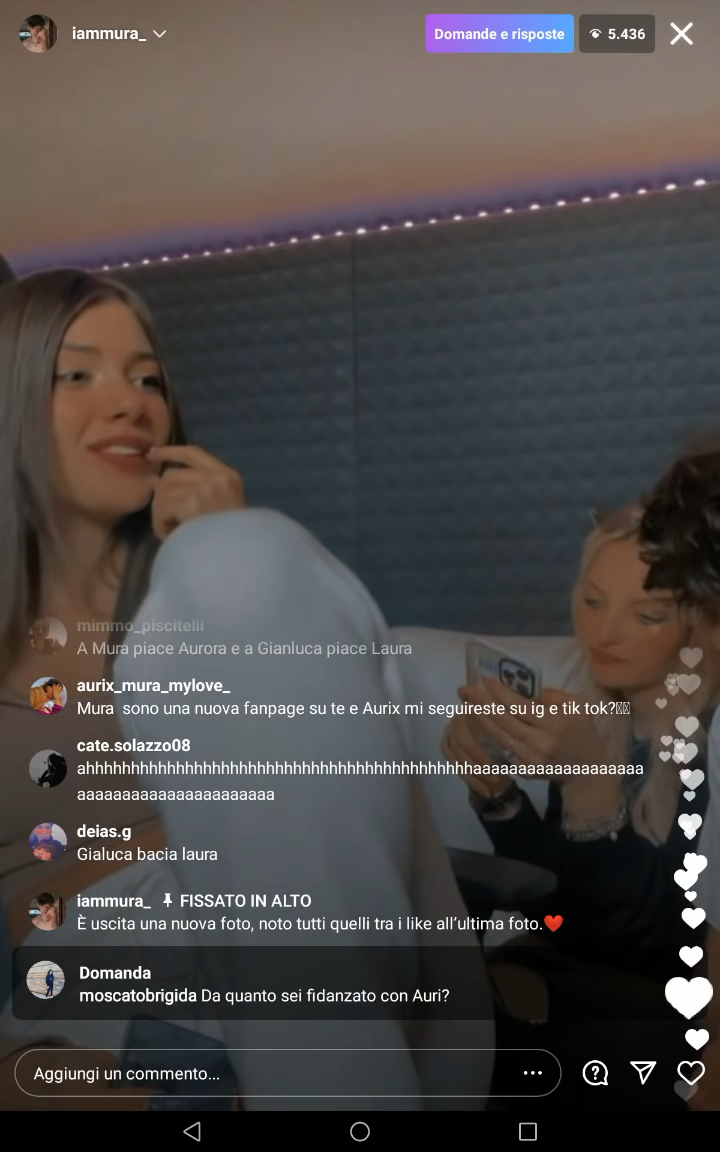 iammura_
Domande e risposte
5.436
mimmo_piscitelli
A Mura piace Aurora e a Gianluca piace Laura
aurix_mura_mylove_
Mura sono una nuova fanpage su te e Aurix mi seguireste su ig e tik tok?
cate.solazzo08
ahhhhhhhhhhhhhhhhhhhhhhhhhhhhhhhhhhhhhhhhhhhhaaaaaaaaaaaaaaaaaaa
aaaaaaaaaaaaaaaaaaaaaa
deias.g
Gialuca bacia laura
iammura_ FISSATO IN ALTO
È uscita una nuova foto, noto tutti quelli tra i like all’ultima foto.❤️
Domanda
moscatobrigida Da quanto sei fidanzato con Auri?
Aggiungi un commento...